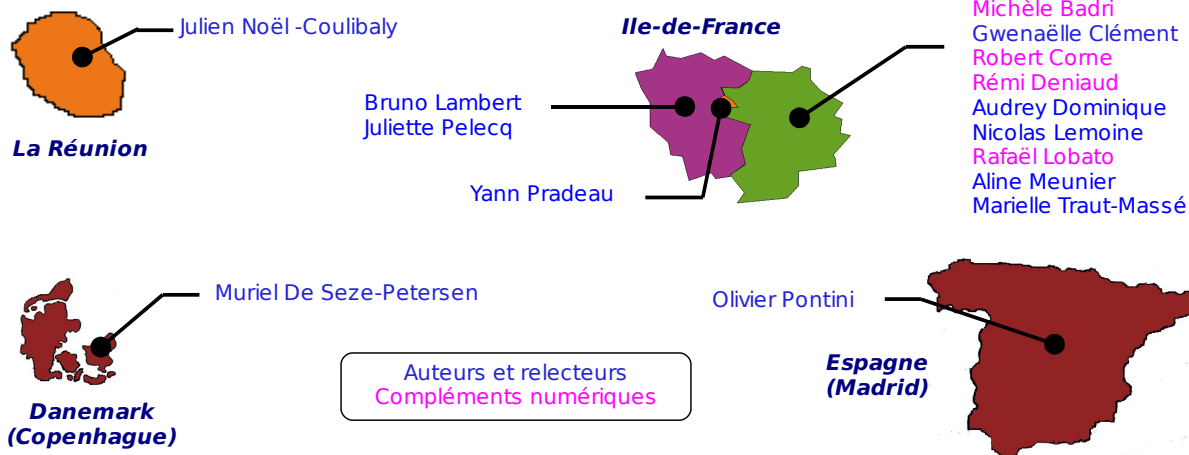 Julien Noël -Coulibaly
La Réunion
Ile-de-France
Bruno Lambert
Juliette Pelecq
Yann Pradeau
Michèle Badri
Gwenaëlle Clément
Robert Corne
Rémi Deniaud
Audrey Dominique
Nicolas Lemoine
Rafaël Lobato
Aline Meunier
Marielle Traut-Massé
Muriel De Seze-Petersen
Danemark
(Copenhague)
Auteurs et relecteurs
Compléments numériques
Olivier Pontini
Espagne
(Madrid)